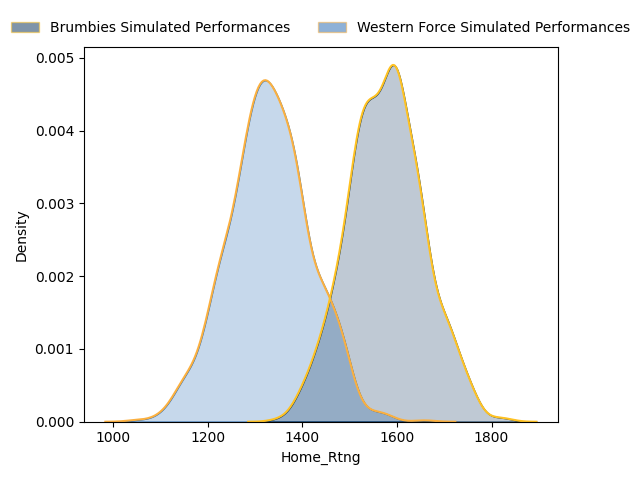 Brumbies Simulated Performances Western Force Simulated Performances
0.005
0.004
0.003
0.002
0.001
0.000
Density
1000 1200 1400 1600 1800
Home_Rtng